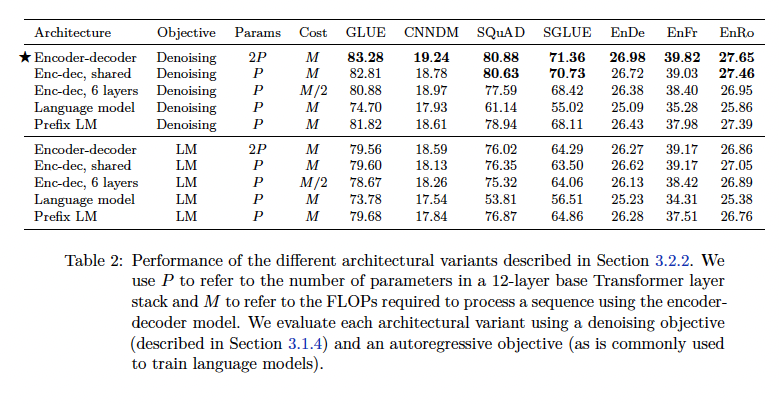 Architecture Objective Params Cost GLUE CNNDM SQuAD SGLUE EnDe EnFr EnRo
★ Encoder-decoder Denoising 2P M 83.28 19.24 80.88 71.36 26.98 39.82 27.65
Enc-dec, shared Denoising P M 82.81 18.78 80.63 70.73 26.72 39.03 27.46
Enc-dec, 6 layers Denoising P M/2 80.88 18.97 77.59 68.42 26.38 38.40 26.95
Language model Denoising P M 74.70 17.93 61.14 55.02 25.09 35.28 25.86
Prefix LM Denoising P M 81.82 18.61 78.94 68.11 26.43 37.98 27.39
Encoder-decoder LM 2P M 79.56 18.59 76.02 64.29 26.27 39.17 26.86
Enc-dec, shared LM P M 79.60 18.13 76.35 63.50 26.62 39.17 27.05
Enc-dec, 6 layers LM P M/2 78.67 18.26 75.32 64.06 26.13 38.42 26.89
Language model LM P M 73.78 17.54 53.81 56.51 25.23 34.31 25.38
Prefix LM LM P M 79.68 17.84 76.87 64.86 26.28 37.51 26.76
Table 2: Performance of the different architectural variants described in Section 3.2.2. We
use P to refer to the number of parameters in a 12-layer base Transformer layer
stack and M to refer to the FLOPs required to process a sequence using the encoder-
decoder model. We evaluate each architectural variant using a denoising objective
(described in Section 3.1.4) and an autoregressive objective (as is commonly used
to train language models).